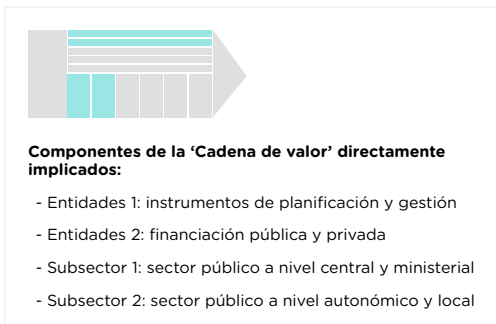 Componentes de la ‘Cadena de valor’ directamente
implicados:
- Entidades 1: instrumentos de planificación y gestión
- Entidades 2: financiación pública y privada
- Subsector 1: sector público a nivel central y ministerial
- Subsector 2: sector público a nivel autonómico y local